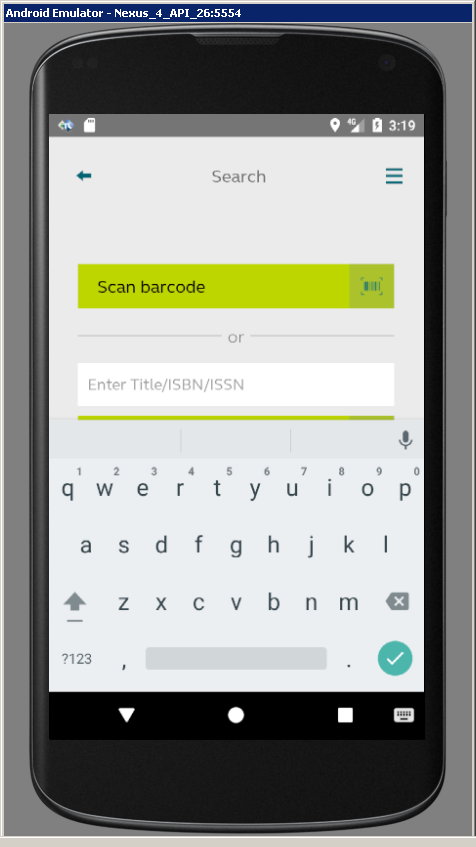 Android Emulator - Nexus_4_API_26:5554
4G 3:19
Search
Scan barcode
or
Enter Title/ISBN/ISSN
1 2 3 4 5 6 7 8 9 0
q w e r t y u i o p
a s d f g h j k l
z x c v b n m
?123 , .